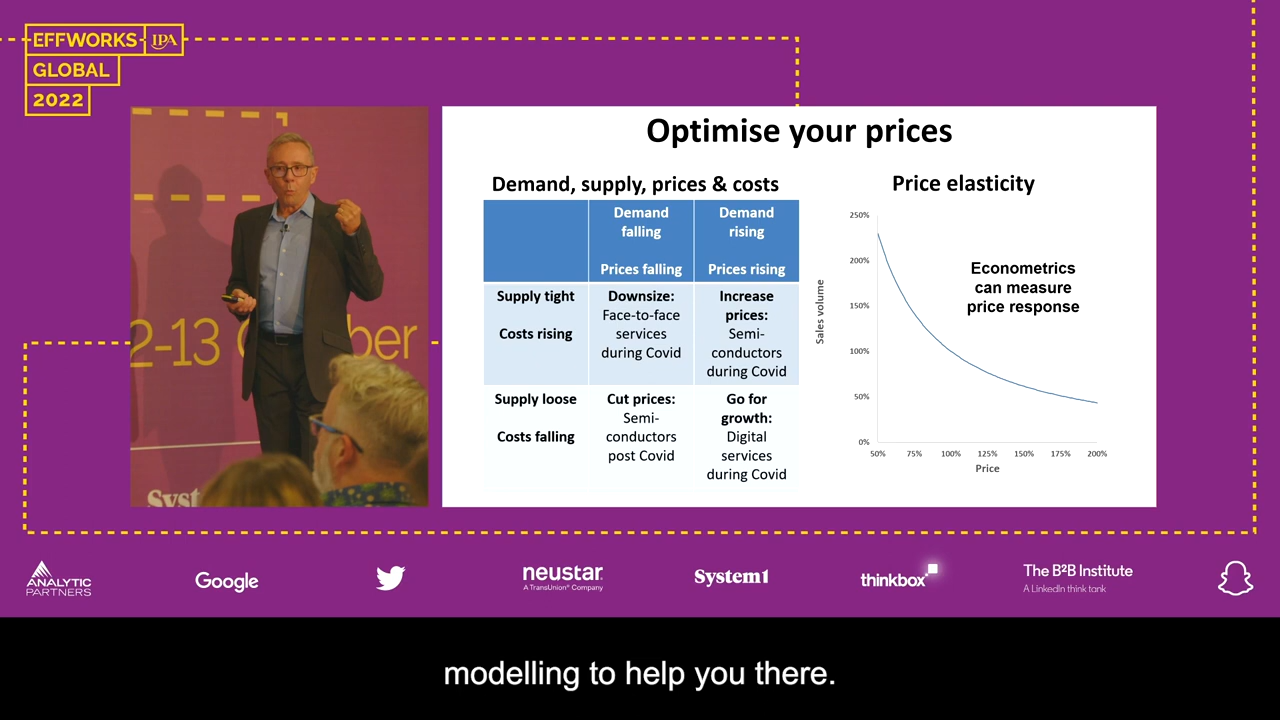 EFFWORKS IPA
GLOBAL
2022
2-13
ber
Syst
Optimise your prices
Demand, supply, prices & costs
Demand
falling
Prices falling
Demand
rising
Prices rising
Supply tight
Costs rising
Downsize:
Face-to-face
services
during Covid
Increase
prices:
Semi-
conductors
during Covid
Supply loose
Costs falling
Cut prices:
Semi-
conductors
post Covid
Go for
growth:
Digital
services
during Covid
Price elasticity
250%
200%
150%
100%
50%
0%
Sales volume
Econometrics
can measure
price response
50% 75% 100% 125% 150% 175% 200%
Price
ANALYTIC
PARTNERS
Google
neustar
A TransUnion® Company
System1
thinkbox
The B²B Institute
A LinkedIn think tank
modelling to help you there.